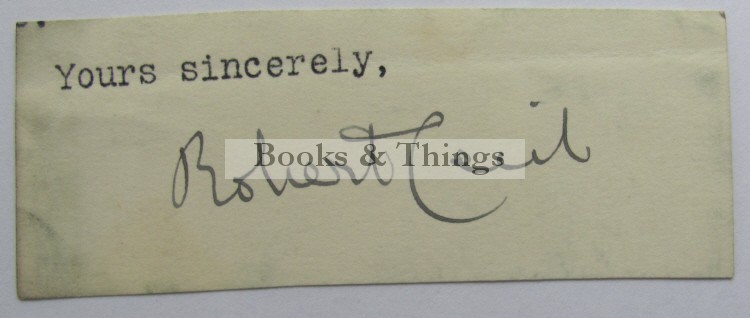 Yours sincerely,
Robert Cecil
Books & Things